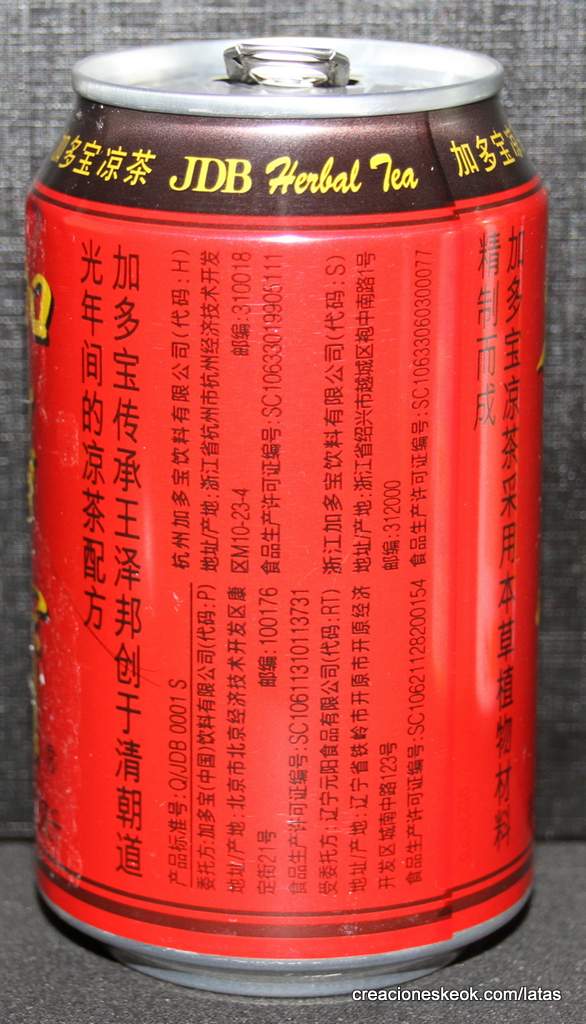 加多宝凉茶 JDB Herbal Tea 加多宝
加多宝传承王泽邦创于清朝道
光年间的凉茶配方
产品标准号:Q/JDB 0001 S
委托方:加多宝(中国)饮料有限公司(代码:P)
地址/产地:北京市北京经济技术开发区康
定街21号 邮编:100176
食品生产许可证编号:SC10611310113731
受委托方:辽宁元阳食品有限公司(代码:RT)
地址/产地:辽宁省铁岭市开原市开原经济
开发区城南中路123号
食品生产许可证编号:SC10621128200154
杭州加多宝饮料有限公司(代码:H)
地址/产地:浙江省杭州市杭州经济技术开发
区M10-23-4 邮编:310018
食品生产许可证编号:SC10633019905111
浙江加多宝饮料有限公司(代码:S)
地址/产地:浙江省绍兴市越城区袍中南路1号
邮编:312000
食品生产许可证编号:SC10633060300077
加多宝凉茶采用本草植物材料
精制而成
creacioneskeok.com/latas